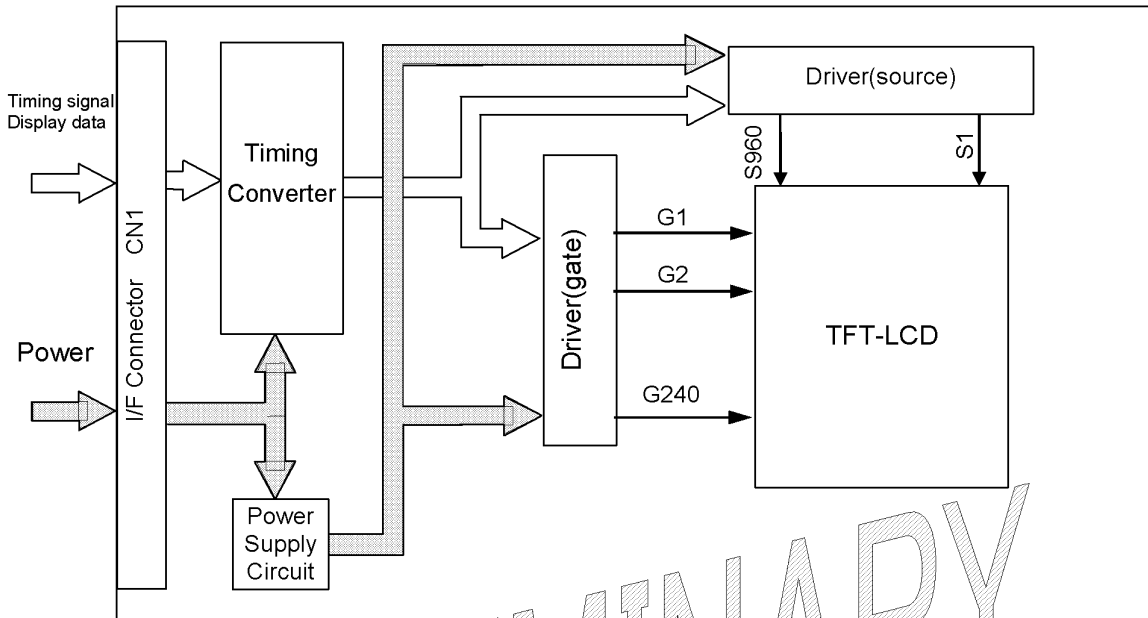 Timing signal
Display data
Power
I/F Connector CN1
Timing
Converter
Power
Supply
Circuit
Driver(source)
S960
S1
Driver(gate)
G1
G2
G240
TFT-LCD
MINARY